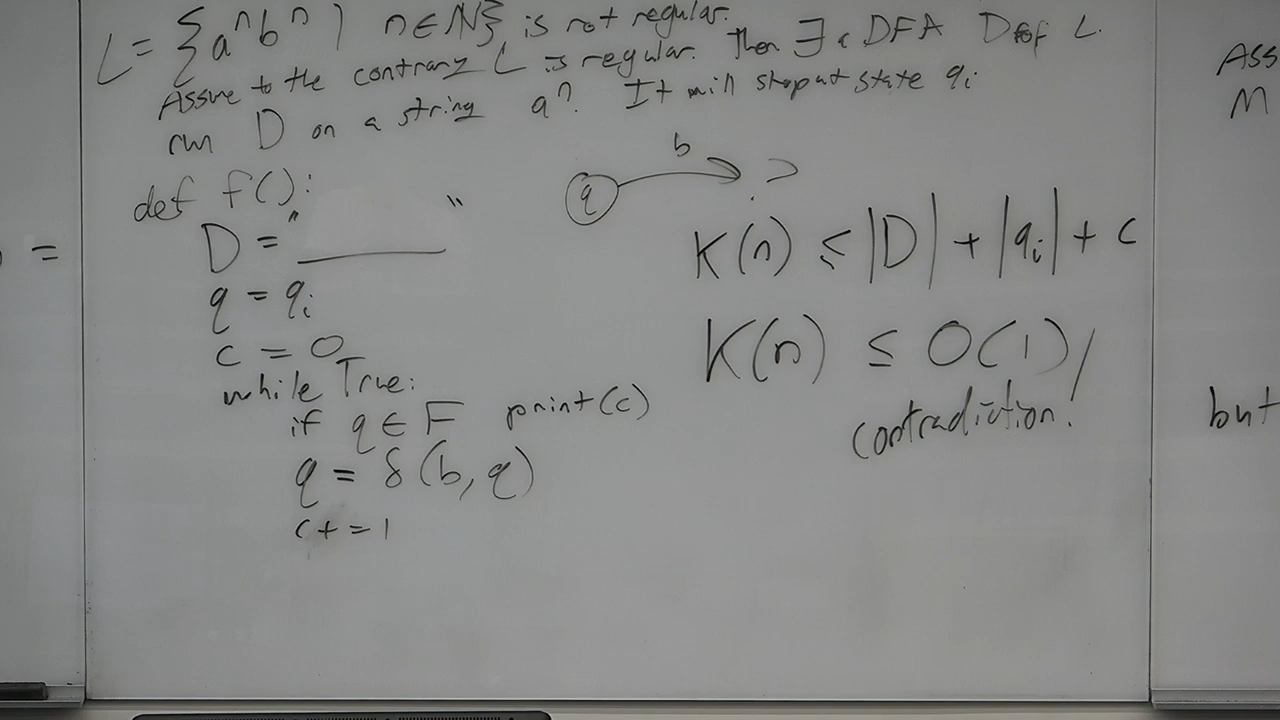 L = {a^n b^n | n ∈ N} is not regular.
Assume to the contrary L is regular. Then ∃ a DFA D of L.
run D on a string a^n. It will stop at state q_i
def f():
D = "______"
q = q_i
c = 0
while True:
if q ∈ F print(c)
q = δ(b, q)
c += 1
q b ?
K(n) ≤ |D| + |q_i| + c
K(n) ≤ O(1)
contradiction!
=
Ass
M
but